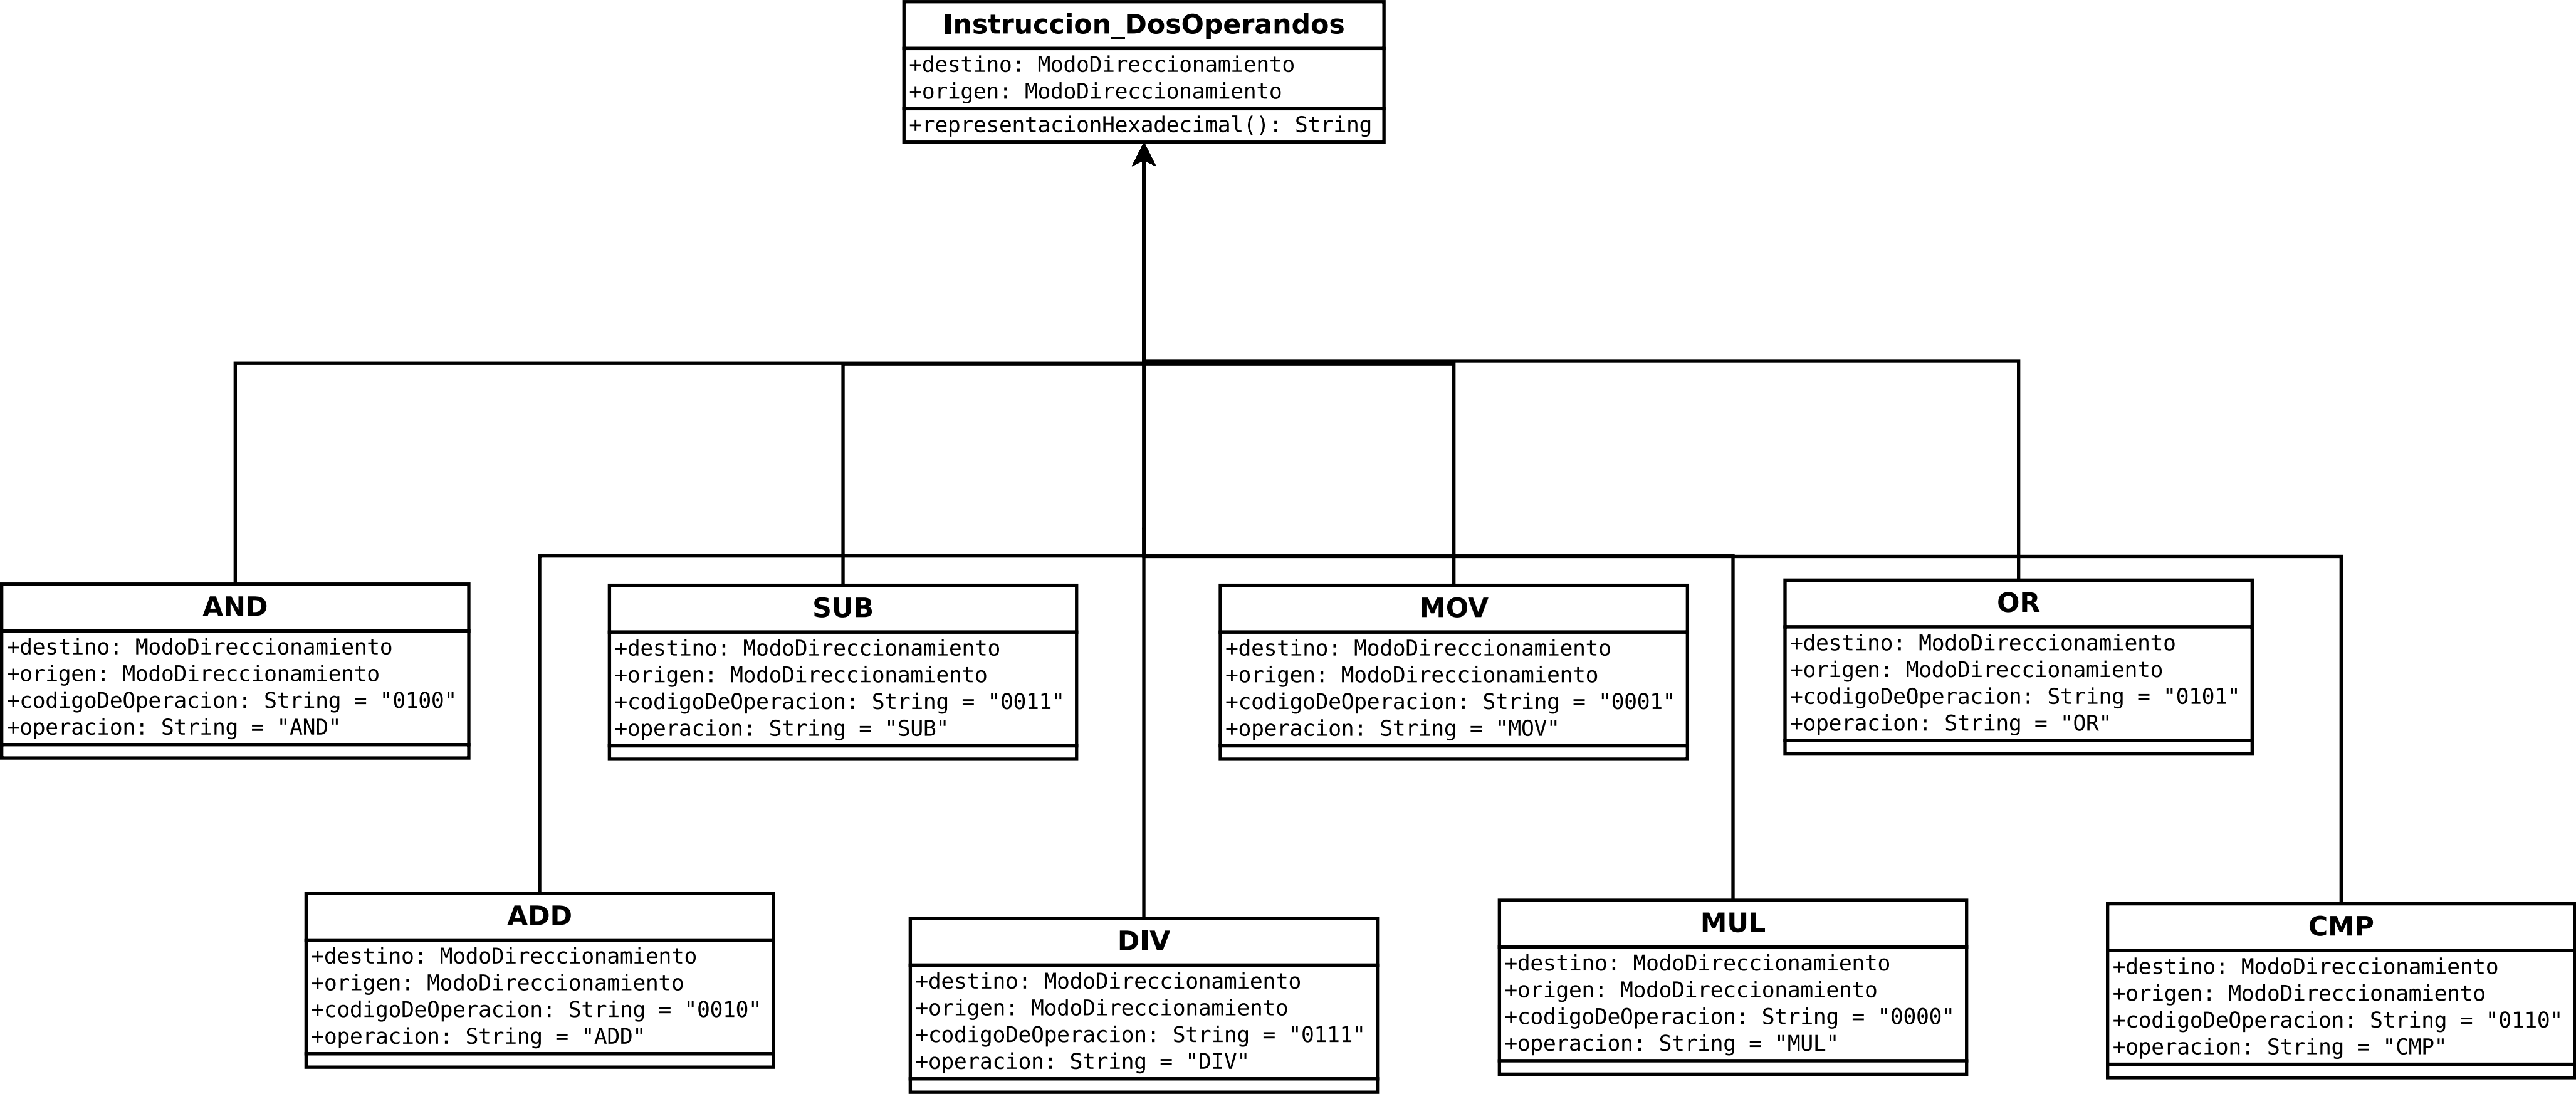 Instruccion_DosOperandos
+destino: ModoDireccionamiento
+origen: ModoDireccionamiento
+representacionHexadecimal(): String
AND
+destino: ModoDireccionamiento
+origen: ModoDireccionamiento
+codigoDeOperacion: String = "0100"
+operacion: String = "AND"
SUB
+destino: ModoDireccionamiento
+origen: ModoDireccionamiento
+codigoDeOperacion: String = "0011"
+operacion: String = "SUB"
MOV
+destino: ModoDireccionamiento
+origen: ModoDireccionamiento
+codigoDeOperacion: String = "0001"
+operacion: String = "MOV"
OR
+destino: ModoDireccionamiento
+origen: ModoDireccionamiento
+codigoDeOperacion: String = "0101"
+operacion: String = "OR"
ADD
+destino: ModoDireccionamiento
+origen: ModoDireccionamiento
+codigoDeOperacion: String = "0010"
+operacion: String = "ADD"
DIV
+destino: ModoDireccionamiento
+origen: ModoDireccionamiento
+codigoDeOperacion: String = "0111"
+operacion: String = "DIV"
MUL
+destino: ModoDireccionamiento
+origen: ModoDireccionamiento
+codigoDeOperacion: String = "0000"
+operacion: String = "MUL"
CMP
+destino: ModoDireccionamiento
+origen: ModoDireccionamiento
+codigoDeOperacion: String = "0110"
+operacion: String = "CMP"